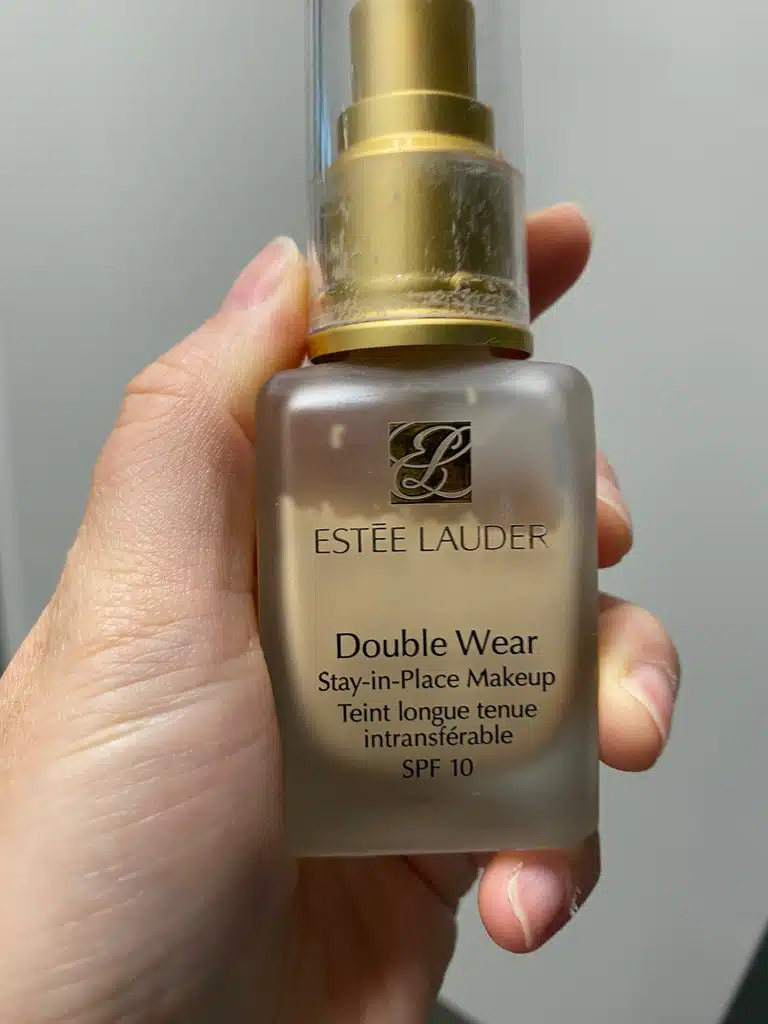 EL
ESTĒE LAUDER
Double Wear
Stay-in-Place Makeup
Teint longue tenue
intransférable
SPF 10